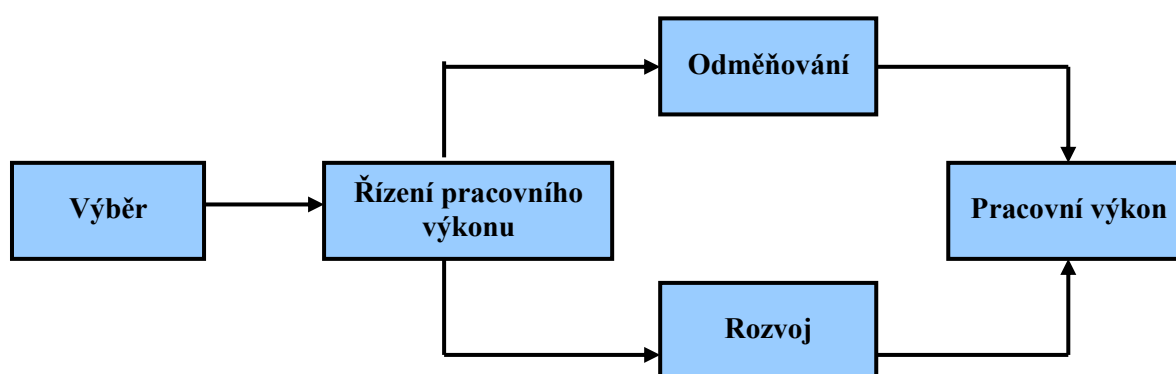 Odměňování
Výběr
Řízení pracovního
výkonu
Pracovní výkon
Rozvoj